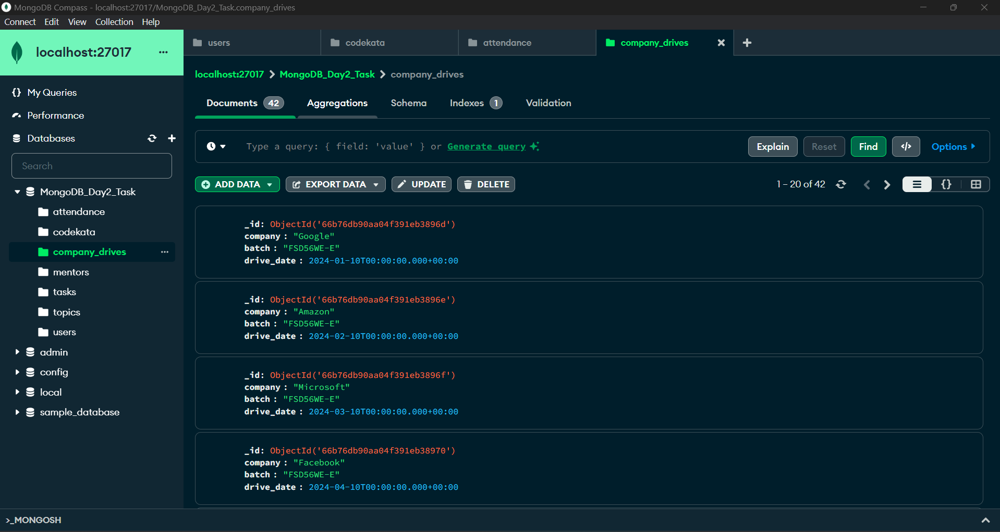 MongoDB Compass - localhost:27017/MongoDB_Day2_Task.company_drives
Connect Edit View Collection Help
localhost:27017 ...
users codekata attendance company_drives
localhost:27017 > MongoDB_Day2_Task > company_drives
{} My Queries
Performance
Databases
Search
MongoDB_Day2_Task
attendance
codekata
company_drives ...
mentors
tasks
topics
users
admin
config
local
sample_database
Documents 42 Aggregations Schema Indexes 1 Validation
Type a query: { field: 'value' } or Generate query
Explain Reset Find </> Options
ADD DATA EXPORT DATA UPDATE DELETE
1 – 20 of 42 {}
_id: ObjectId('66b76db90aa04f391eb3896d')
company : "Google"
batch : "FSD56WE-E"
drive_date : 2024-01-10T00:00:00.000+00:00
_id: ObjectId('66b76db90aa04f391eb3896e')
company : "Amazon"
batch : "FSD56WE-E"
drive_date : 2024-02-10T00:00:00.000+00:00
_id: ObjectId('66b76db90aa04f391eb3896f')
company : "Microsoft"
batch : "FSD56WE-E"
drive_date : 2024-03-10T00:00:00.000+00:00
_id: ObjectId('66b76db90aa04f391eb38970')
company : "Facebook"
batch : "FSD56WE-E"
drive_date : 2024-04-10T00:00:00.000+00:00
>_MONGOSH